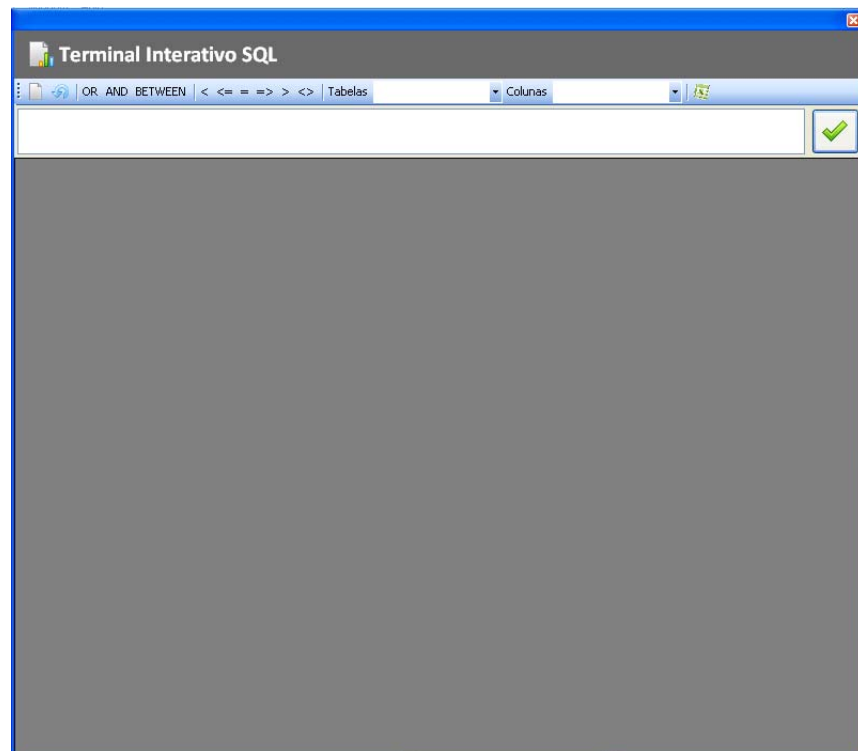 Terminal Interativo SQL
OR AND BETWEEN < <= = => > <> Tabelas Colunas